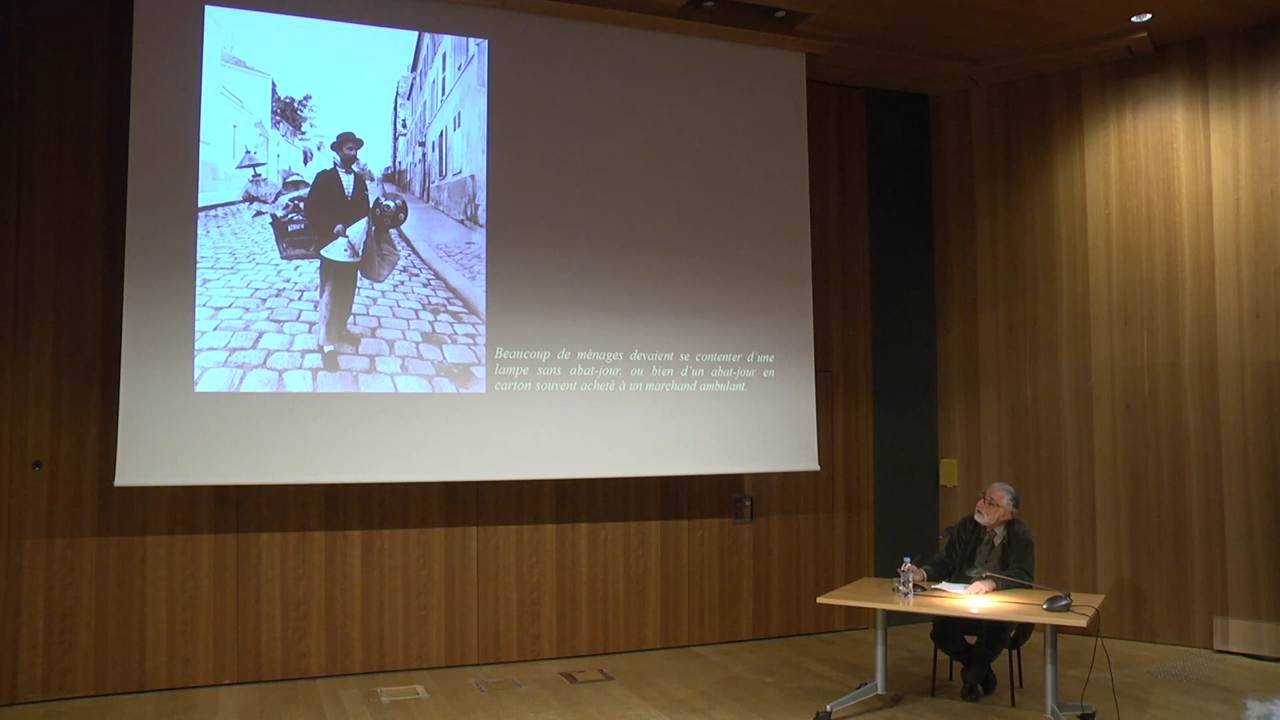 Beaucoup de ménages devaient se contenter d'une
lampe sans abat-jour, ou bien d'un abat-jour en
carton souvent acheté à un marchand ambulant.